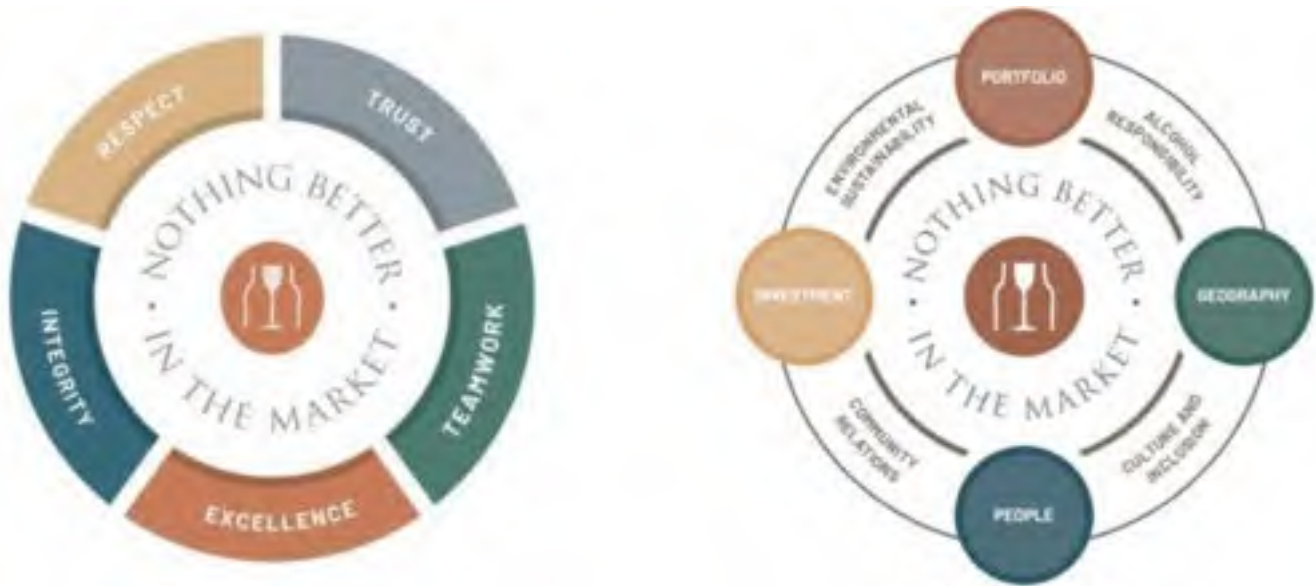 RESPECT
TRUST
INTEGRITY
TEAMWORK
EXCELLENCE
• NOTHING BETTER •
IN THE MARKET
PORTFOLIO
ENVIRONMENTAL
SUSTAINABILITY
ALCOHOL
RESPONSIBILITY
INVESTMENT
GEOGRAPHY
• NOTHING BETTER •
IN THE MARKET
COMMUNITY
RELATIONS
CULTURE AND
INCLUSION
PEOPLE